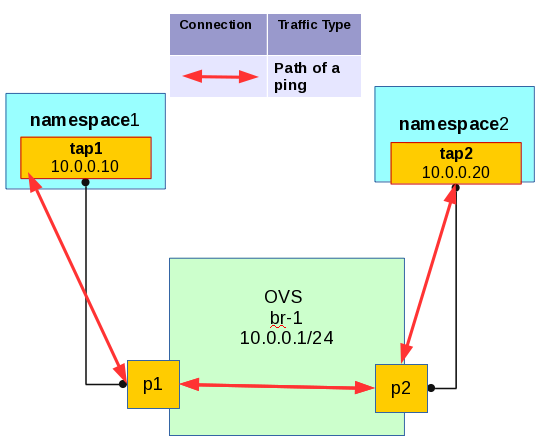 Connection Traffic Type
Path of a
ping
namespace1
tap1
10.0.0.10
namespace2
tap2
10.0.0.20
OVS
br-1
10.0.0.1/24
p1
p2